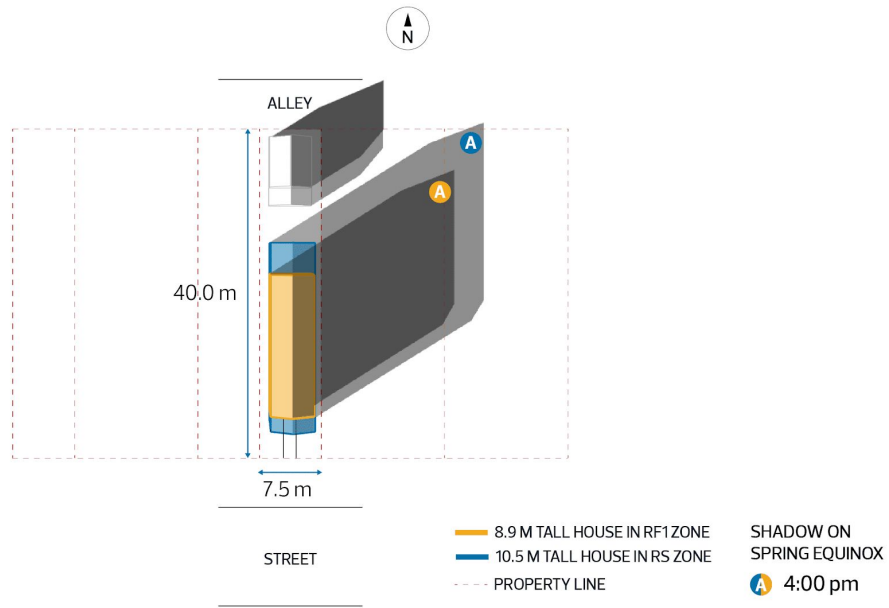 N
ALLEY
A
A
40.0 m
7.5 m
STREET
8.9 M TALL HOUSE IN RF1 ZONE
10.5 M TALL HOUSE IN RS ZONE
PROPERTY LINE
SHADOW ON
SPRING EQUINOX
A 4:00 pm